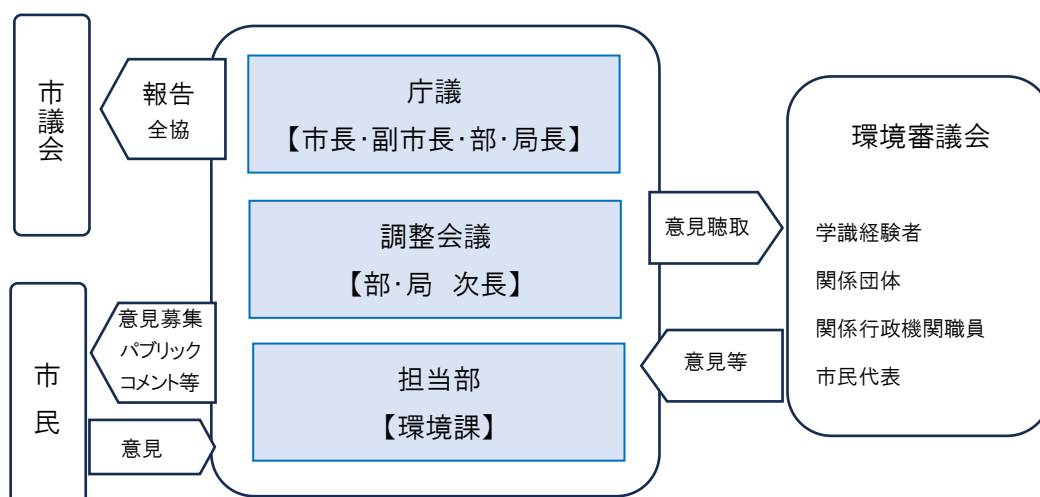 市議会
報告
全協
庁議
【市長・副市長・部・局長】
調整会議
【部・局　次長】
担当部
【環境課】
市民
意見募集
パブリック
コメント等
意見
意見聴取
意見等
環境審議会
学識経験者
関係団体
関係行政機関職員
市民代表